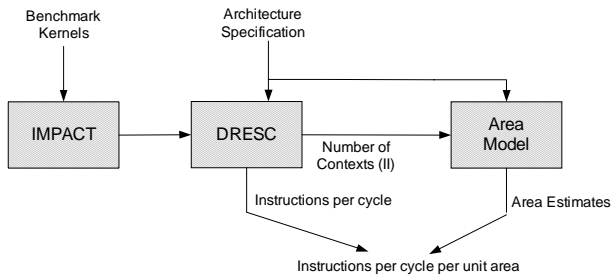 Benchmark
Kernels
Architecture
Specification
IMPACT
DRESC
Number of
Contexts (II)
Area
Model
Instructions per cycle
Area Estimates
Instructions per cycle per unit area